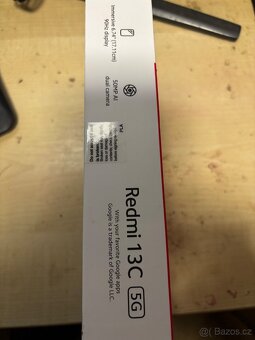 Immersive 6.74" (17.11cm)
90Hz display
50MP AI
dual camera
Redmi 13C 5G
With your favorite Google apps
Google is a trademark of Google LLC.
sbazar.cz